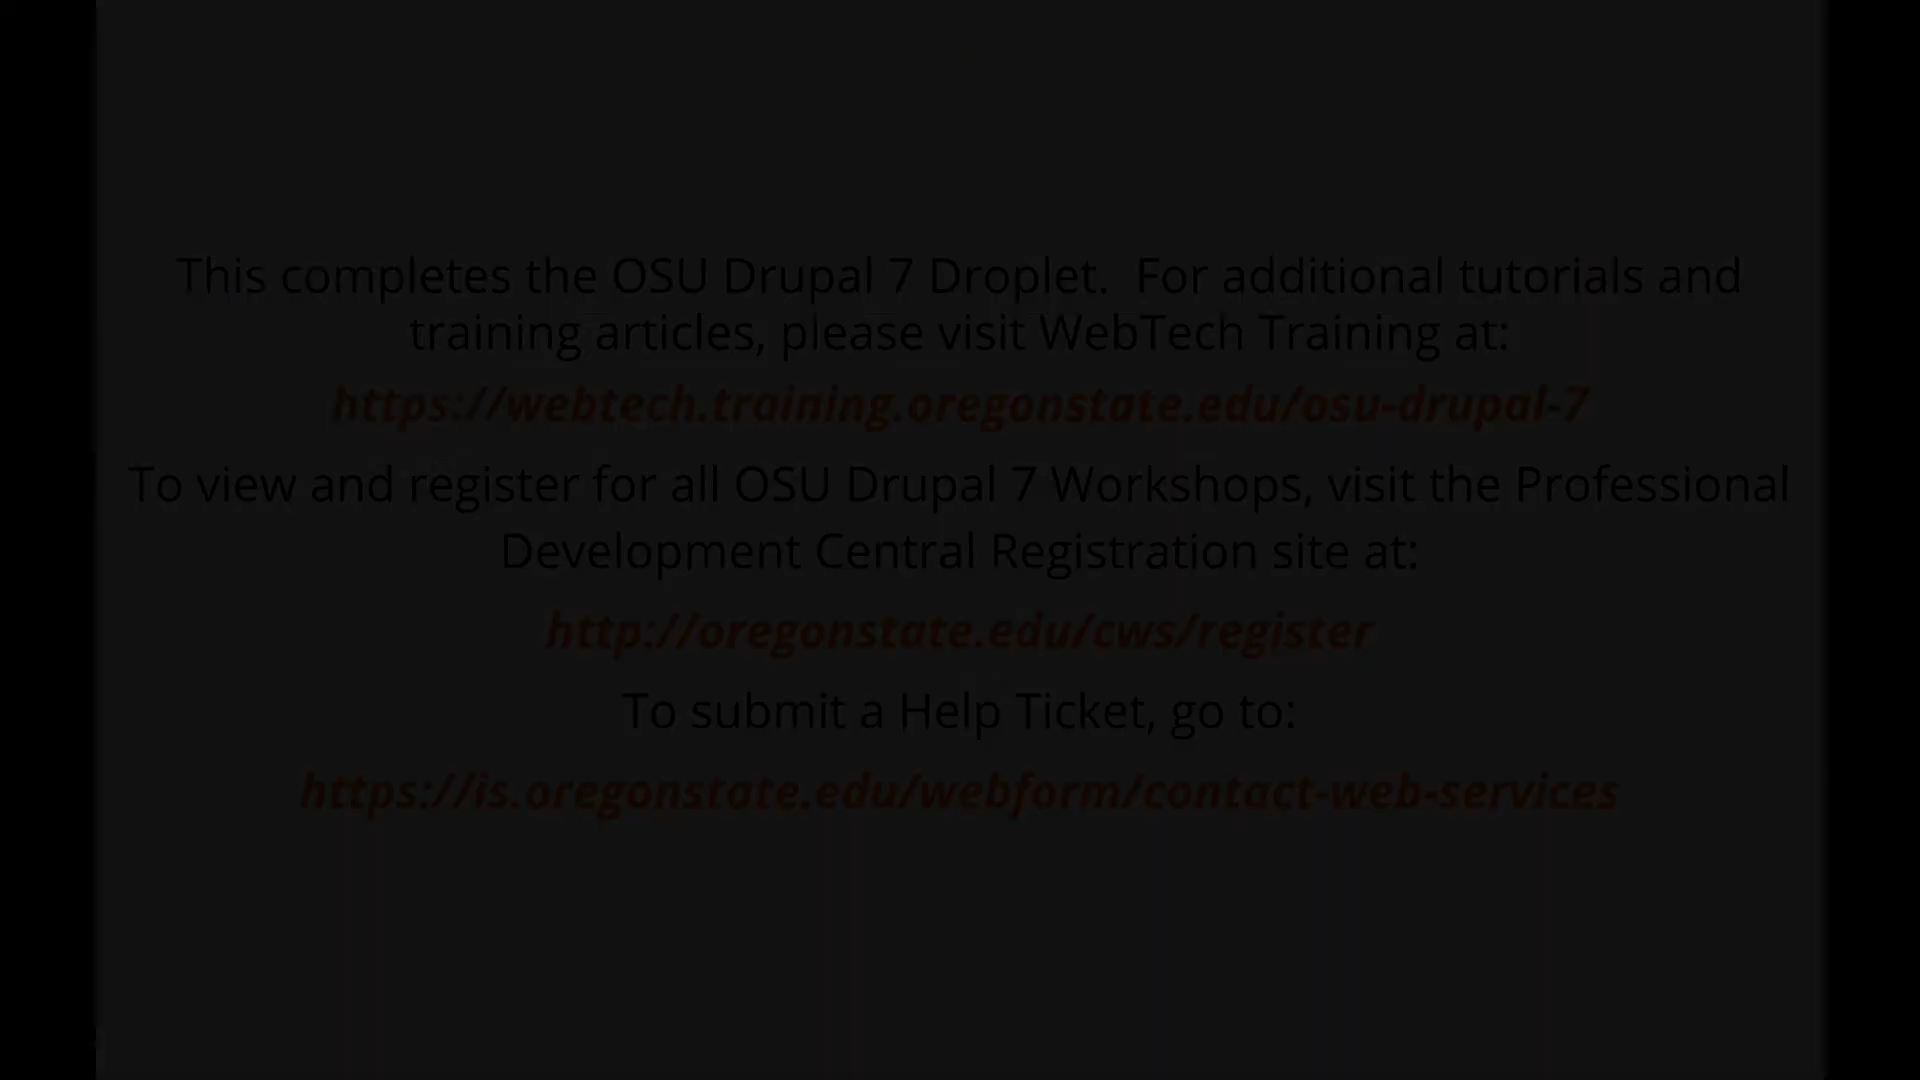 This completes the OSU Drupal 7 Droplet.  For additional tutorials and
training articles, please visit WebTech Training at:
https://webtech.training.oregonstate.edu/osu-drupal-7
To view and register for all OSU Drupal 7 Workshops, visit the Professional
Development Central Registration site at:
http://oregonstate.edu/cws/register
To submit a Help Ticket, go to:
https://is.oregonstate.edu/webform/contact-web-services